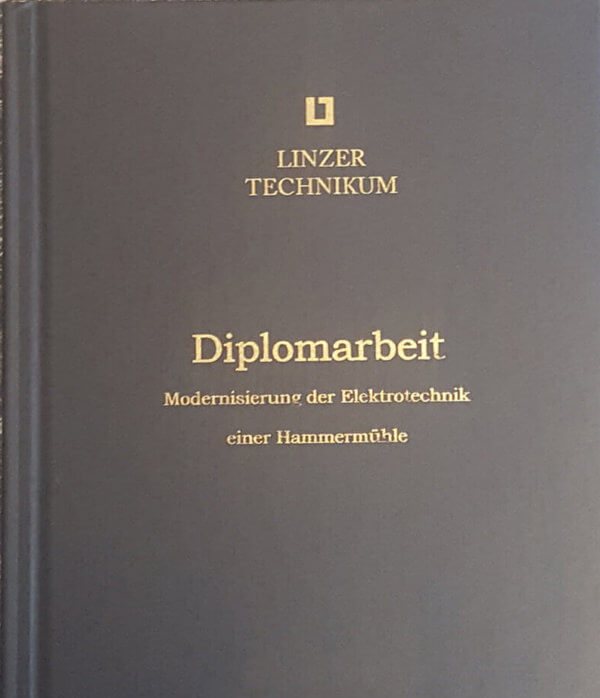 LINZER
TECHNIKUM
Diplomarbeit
Modernisierung der Elektrotechnik
einer Hammermühle